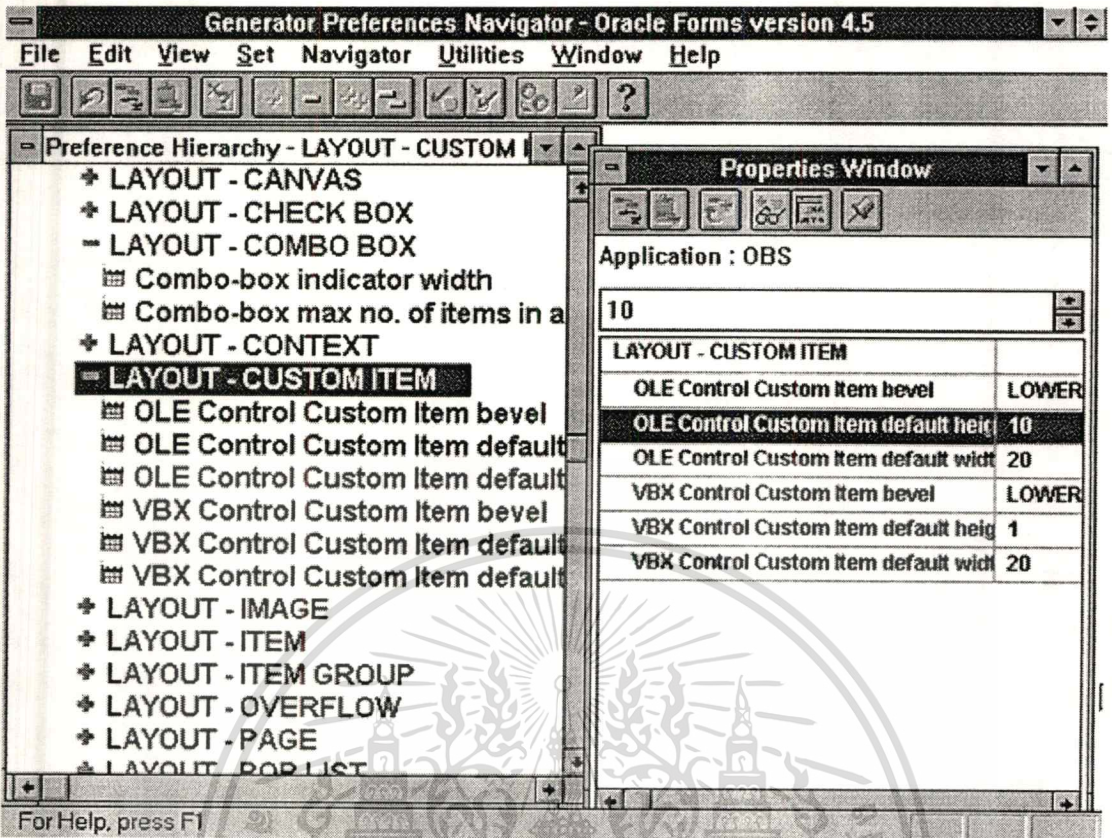 Generator Preferences Navigator - Oracle Forms version 4.5
File Edit View Set Navigator Utilities Window Help
Preference Hierarchy - LAYOUT - CUSTOM I
+ LAYOUT - CANVAS
+ LAYOUT - CHECK BOX
- LAYOUT - COMBO BOX
Combo-box indicator width
Combo-box max no. of items in a
+ LAYOUT - CONTEXT
- LAYOUT - CUSTOM ITEM
OLE Control Custom Item bevel
OLE Control Custom Item default
OLE Control Custom Item default
VBX Control Custom Item bevel
VBX Control Custom Item default
VBX Control Custom Item default
+ LAYOUT - IMAGE
+ LAYOUT - ITEM
+ LAYOUT - ITEM GROUP
+ LAYOUT - OVERFLOW
+ LAYOUT - PAGE
+ LAYOUT - POP LIST
Properties Window
Application : OBS
10
LAYOUT - CUSTOM ITEM
OLE Control Custom Item bevel LOWER
OLE Control Custom Item default heig 10
OLE Control Custom Item default widt 20
VBX Control Custom Item bevel LOWER
VBX Control Custom Item default heig 1
VBX Control Custom Item default widt 20
For Help, press F1